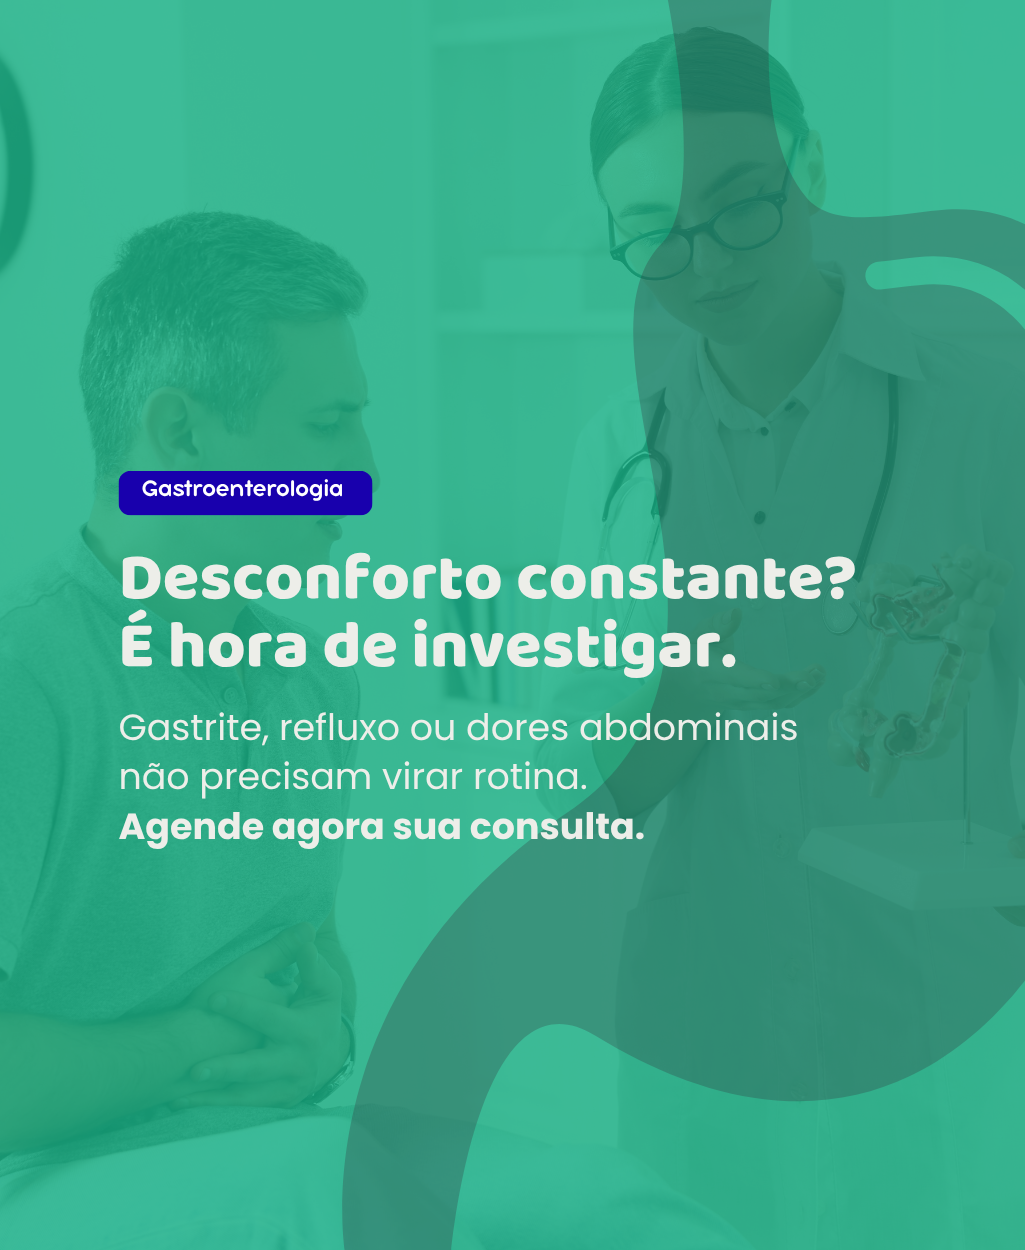 Gastroenterologia
Desconforto constante?
É hora de investigar.
Gastrite, refluxo ou dores abdominais
não precisam virar rotina.
Agende agora sua consulta.